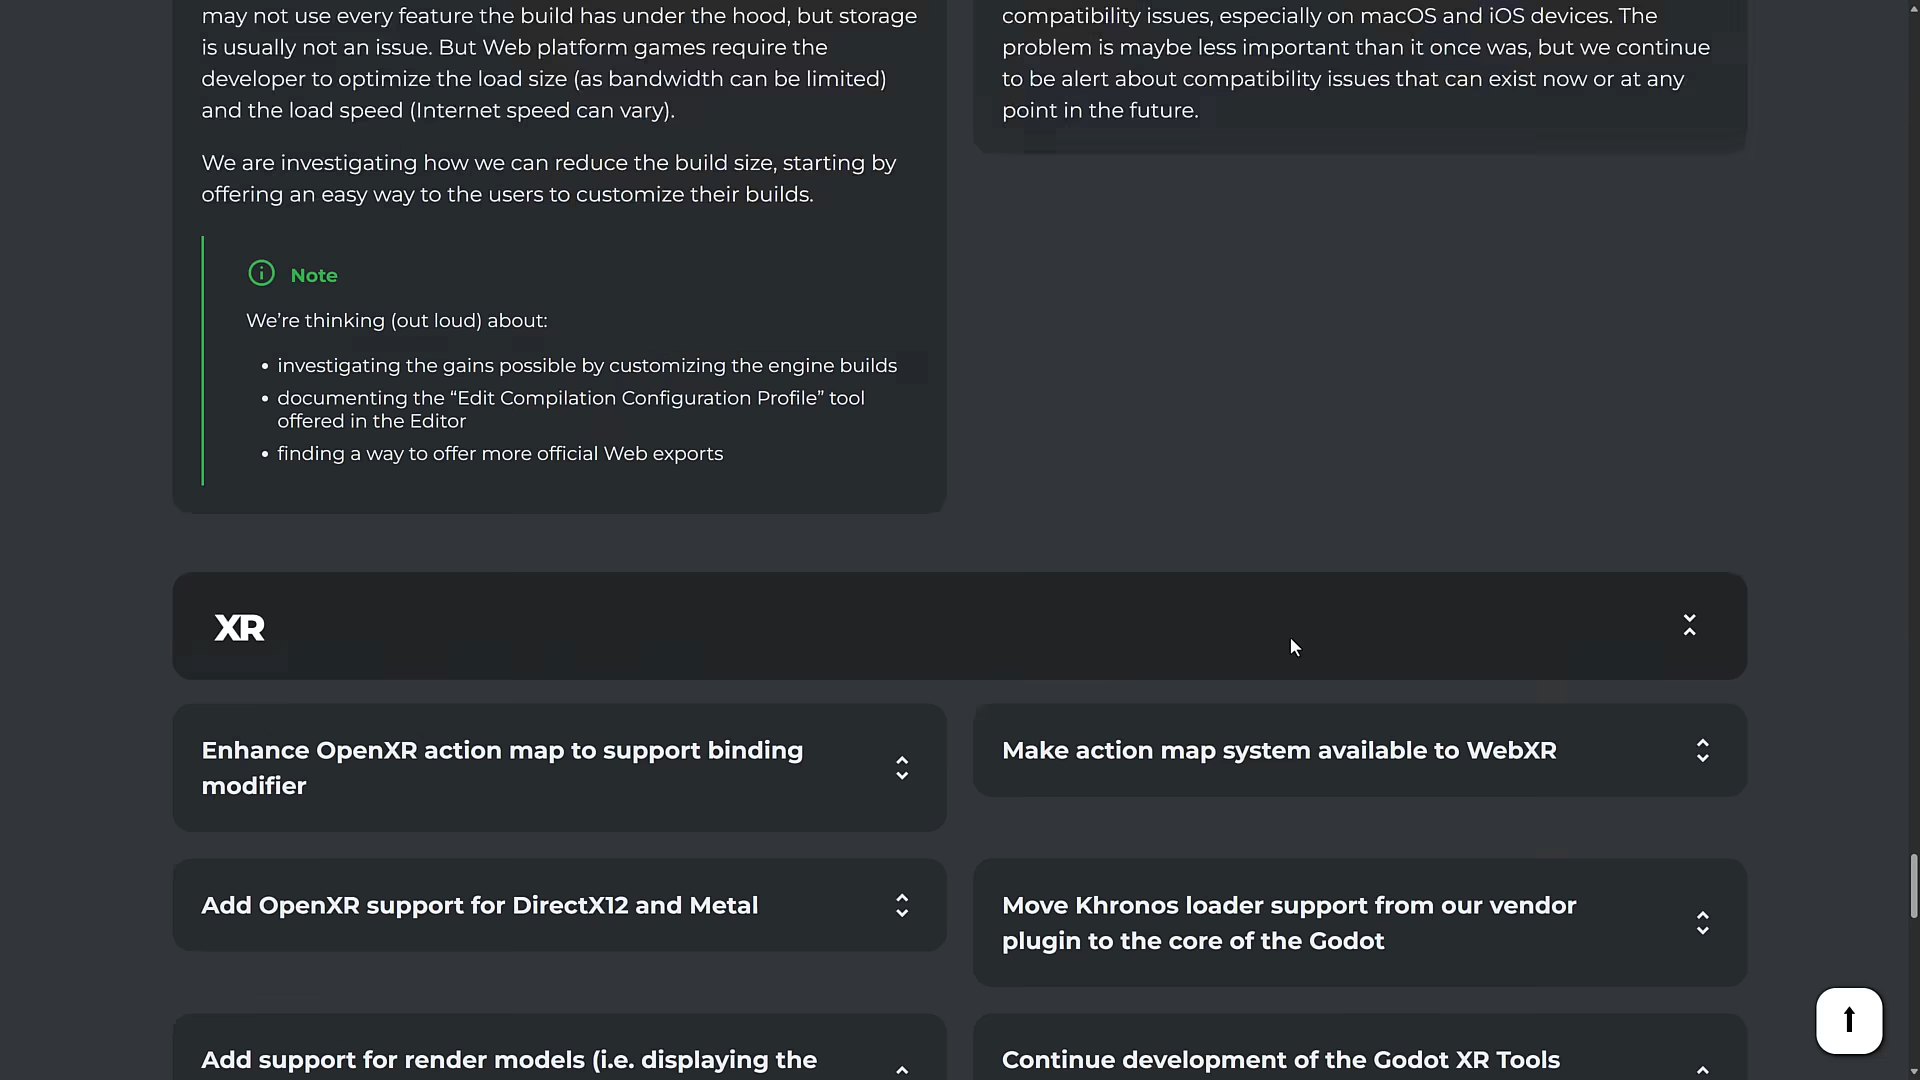 may not use every feature the build has under the hood, but storage
is usually not an issue. But Web platform games require the
developer to optimize the load size (as bandwidth can be limited)
and the load speed (Internet speed can vary).
We are investigating how we can reduce the build size, starting by
offering an easy way to the users to customize their builds.
Note
We're thinking (out loud) about:
• investigating the gains possible by customizing the engine builds
• documenting the “Edit Compilation Configuration Profile” tool
offered in the Editor
• finding a way to offer more official Web exports
compatibility issues, especially on macOS and iOS devices. The
problem is maybe less important than it once was, but we continue
to be alert about compatibility issues that can exist now or at any
point in the future.
XR
Enhance OpenXR action map to support binding
modifier
Make action map system available to WebXR
Add OpenXR support for DirectX12 and Metal
Move Khronos loader support from our vendor
plugin to the core of the Godot
Add support for render models (i.e. displaying the
Continue development of the Godot XR Tools